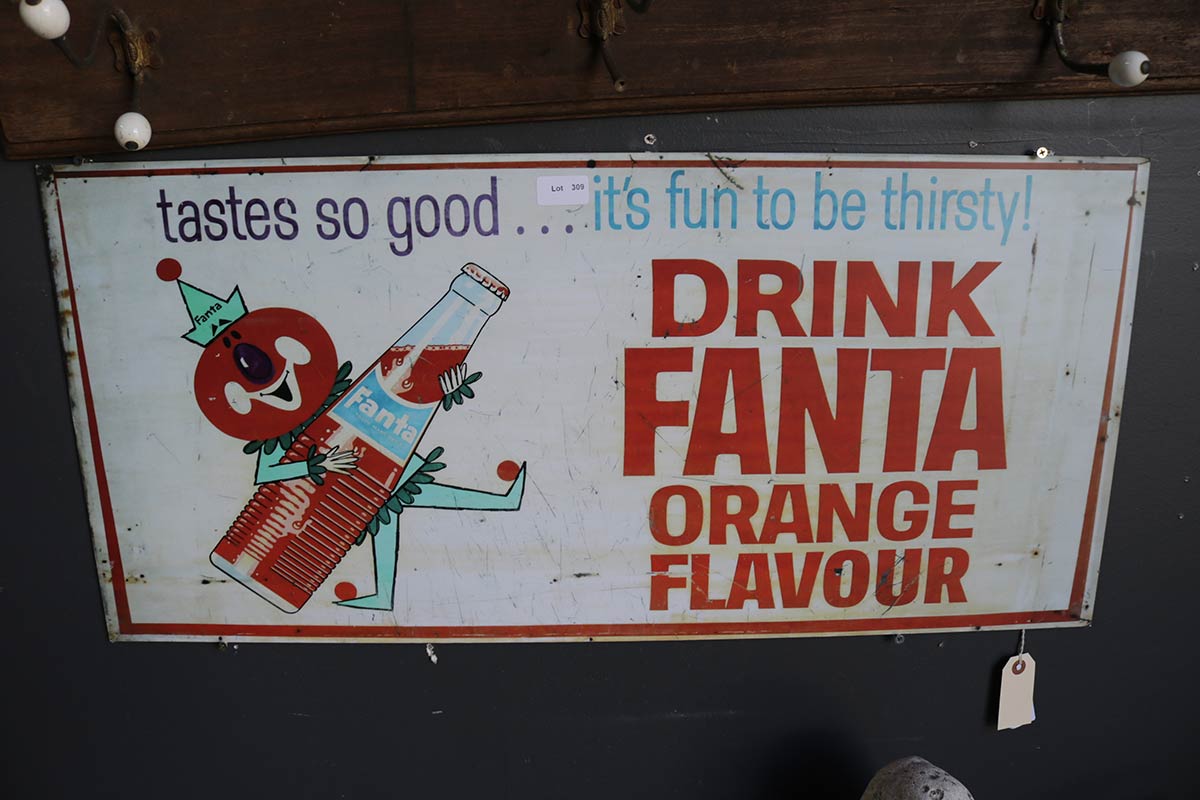 tastes so good... it's fun to be thirsty!
Lot 309
Fanta
Fanta
DRINK
FANTA
ORANGE
FLAVOUR